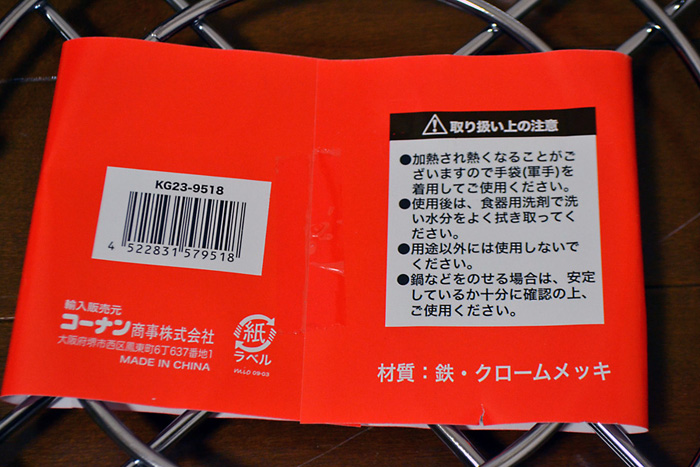 KG23-9518
4 522831 579518
輸入販売元
コーナン商事株式会社
大阪府堺市西区鳳東町6丁637番地1
MADE IN CHINA
紙
ラベル
取り扱い上の注意
●加熱され熱くなることがご
ざいますので手袋(軍手)を
着用してご使用ください。
●使用後は、食器用洗剤で洗
い水分をよく拭き取ってく
ださい。
●用途以外には使用しないで
ください。
●鍋などをのせる場合は、安定
しているか十分に確認の上、
ご使用ください。
材質：鉄・クロームメッキ